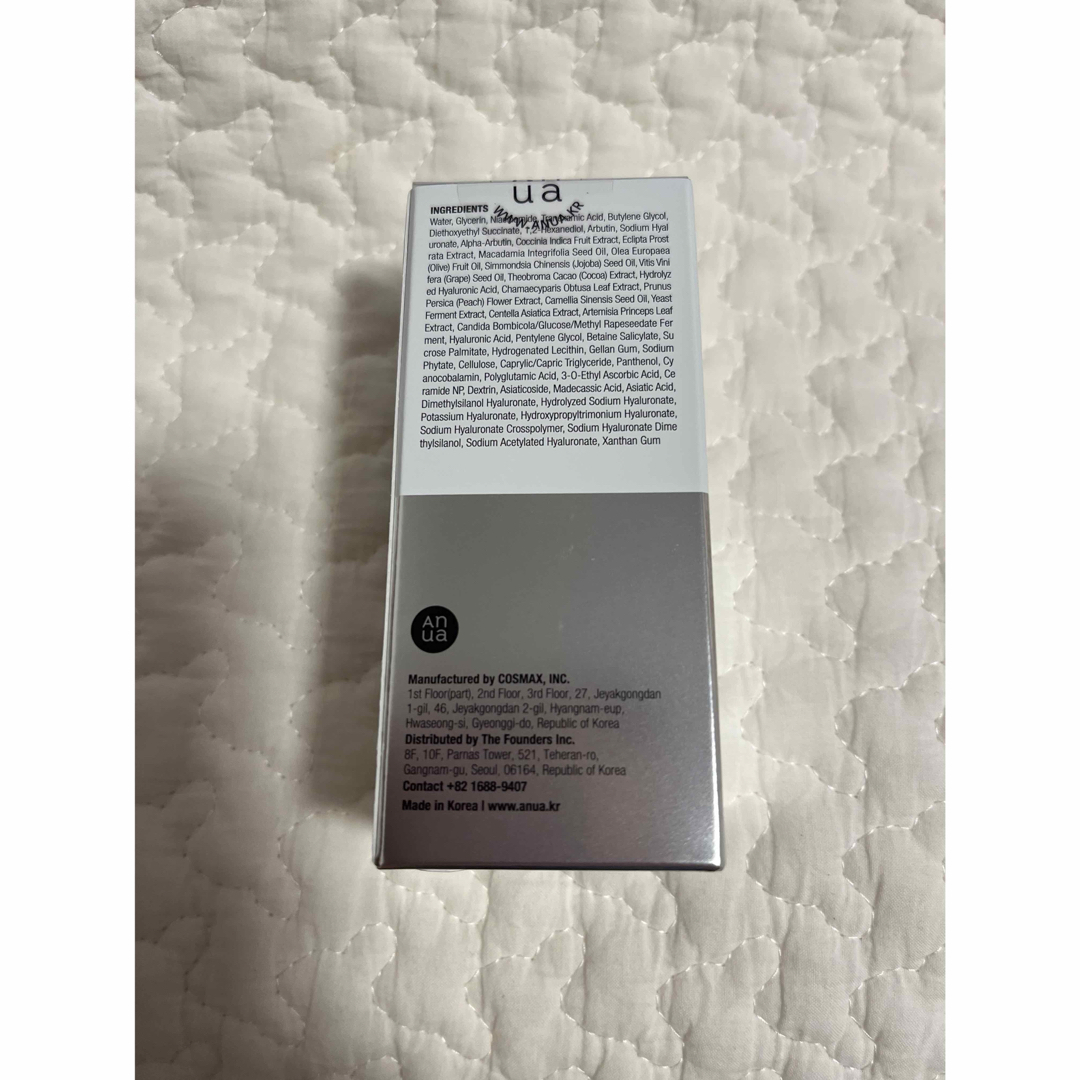 ua
WWW.ANUA.KR
INGREDIENTS
Water, Glycerin, Niacinamide, Tranexamic Acid, Butylene Glycol,
Diethoxyethyl Succinate, 1,2-Hexanediol, Arbutin, Sodium Hyal
uronate, Alpha-Arbutin, Coccinia Indica Fruit Extract, Eclipta Prost
rata Extract, Macadamia Integrifolia Seed Oil, Olea Europaea
(Olive) Fruit Oil, Simmondsia Chinensis (Jojoba) Seed Oil, Vitis Vini
fera (Grape) Seed Oil, Theobroma Cacao (Cocoa) Extract, Hydrolyz
ed Hyaluronic Acid, Chamaecyparis Obtusa Leaf Extract, Prunus
Persica (Peach) Flower Extract, Camellia Sinensis Seed Oil, Yeast
Ferment Extract, Centella Asiatica Extract, Artemisia Princeps Leaf
Extract, Candida Bombicola/Glucose/Methyl Rapeseedate Fer
ment, Hyaluronic Acid, Pentylene Glycol, Betaine Salicylate, Su
crose Palmitate, Hydrogenated Lecithin, Gellan Gum, Sodium
Phytate, Cellulose, Caprylic/Capric Triglyceride, Panthenol, Cy
anocobalamin, Polyglutamic Acid, 3-O-Ethyl Ascorbic Acid, Ce
ramide NP, Dextrin, Asiaticoside, Madecassic Acid, Asiatic Acid,
Dimethylsilanol Hyaluronate, Hydrolyzed Sodium Hyaluronate,
Potassium Hyaluronate, Hydroxypropyltrimonium Hyaluronate,
Sodium Hyaluronate Crosspolymer, Sodium Hyaluronate Dime
thylsilanol, Sodium Acetylated Hyaluronate, Xanthan Gum
An
ua
Manufactured by COSMAX, INC.
1st Floor(part), 2nd Floor, 3rd Floor, 27, Jeyakgongdan
1-gil, 46, Jeyakgongdan 2-gil, Hyangnam-eup,
Hwaseong-si, Gyeonggi-do, Republic of Korea
Distributed by The Founders Inc.
8F, 10F, Parnas Tower, 521, Teheran-ro,
Gangnam-gu, Seoul, 06164, Republic of Korea
Contact +82 1688-9407
Made in Korea | www.anua.kr